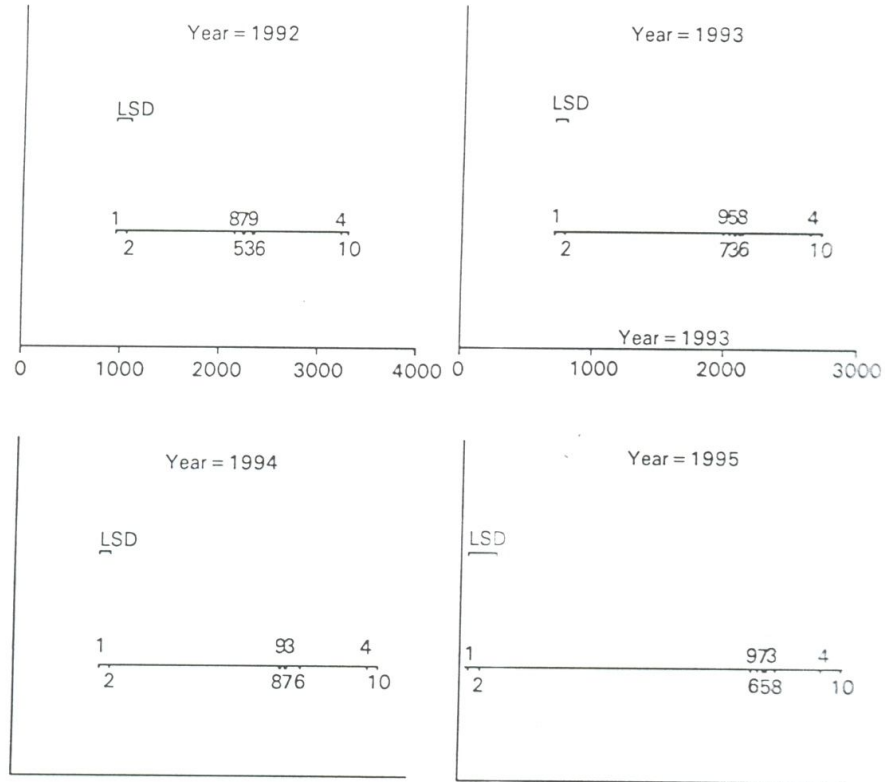 Year = 1992
LSD
1 879 4
2 536 10
0 1000 2000 3000 4000
Year = 1993
LSD
1 958 4
2 736 10
Year = 1993
0 1000 2000 3000
Year = 1994
LSD
1 93 4
2 876 10
Year = 1995
LSD
1 973 4
2 658 10